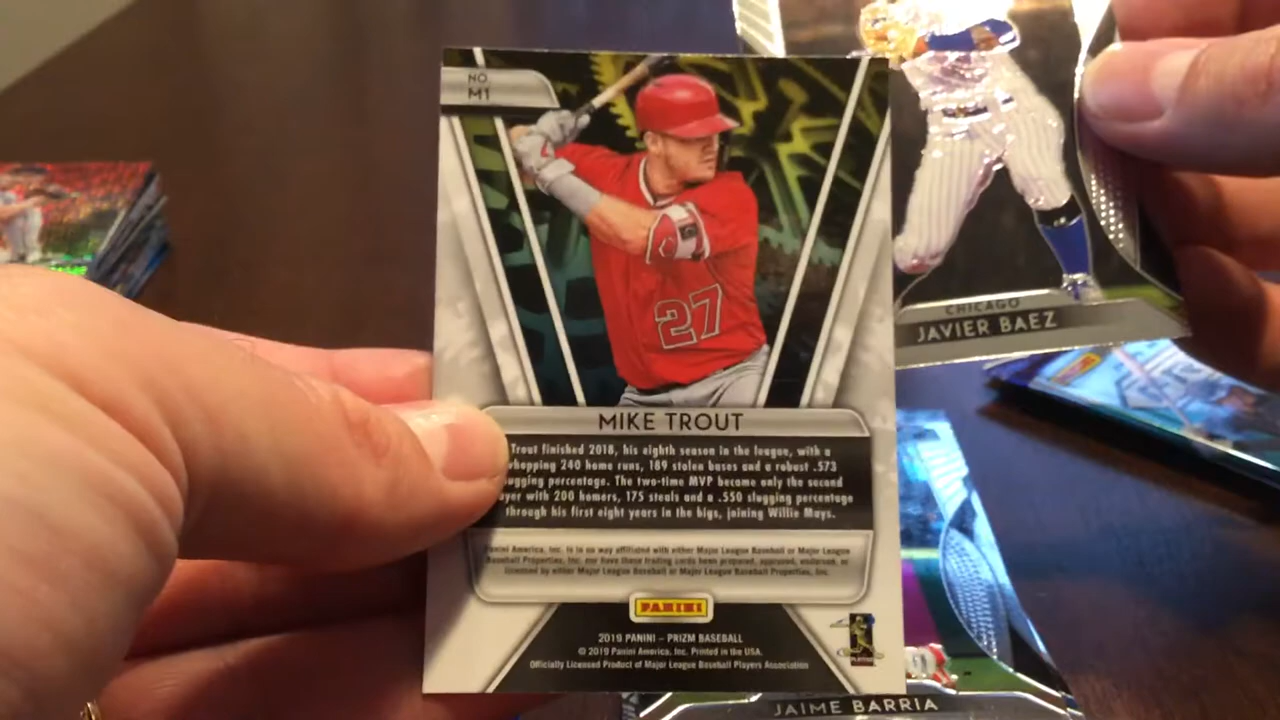 NO
M1
27
MIKE TROUT
Trout finished 2018, his eighth season in the league, with a
whopping 240 home runs, 189 stolen bases and a robust .573
slugging percentage. The two-time MVP became only the second
player with 200 homers, 175 steals and a .550 slugging percentage
through his first eight years in the bigs, joining Willie Mays.
Panini America, Inc. is in no way affiliated with either Major League Baseball or Major League
Baseball Properties, Inc. nor have these trading cards been prepared, approved, endorsed, or
licensed by either Major League Baseball or Major League Baseball Properties, Inc.
PANINI
2019 PANINI – PRIZM BASEBALL
© 2019 Panini America, Inc. Printed in the USA.
Officially Licensed Product of Major League Baseball Players Association
CHICAGO
JAVIER BAEZ
JAIME BARRIA